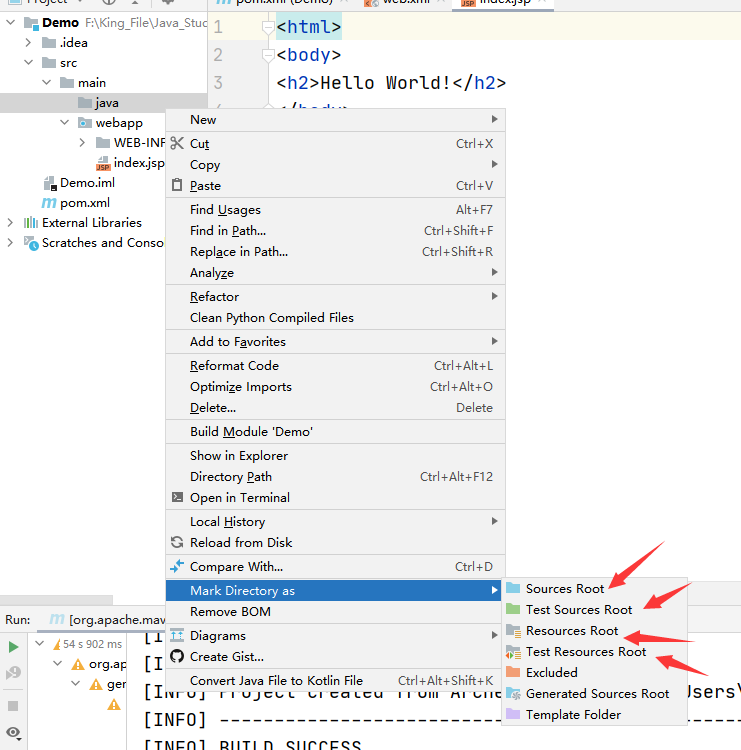 Project
pom.xml (Demo)
web.xml
index.jsp
Demo F:\King_File\Java_Stud
.idea
src
main
java
webapp
WEB-INF
index.jsp
Demo.iml
pom.xml
External Libraries
Scratches and Conso
1 <html>
2 <body>
3 <h2>Hello World!</h2>
4 </body>
New
Cut Ctrl+X
Copy
Paste Ctrl+V
Find Usages Alt+F7
Find in Path... Ctrl+Shift+F
Replace in Path... Ctrl+Shift+R
Analyze
Refactor
Clean Python Compiled Files
Add to Favorites
Reformat Code Ctrl+Alt+L
Optimize Imports Ctrl+Alt+O
Delete... Delete
Build Module 'Demo'
Show in Explorer
Directory Path Ctrl+Alt+F12
Open in Terminal
Local History
Reload from Disk
Compare With... Ctrl+D
Mark Directory as
Remove BOM
Diagrams
Create Gist...
Convert Java File to Kotlin File Ctrl+Alt+Shift+K
Sources Root
Test Sources Root
Resources Root
Test Resources Root
Excluded
Generated Sources Root
Template Folder
Run: [org.apache.mav
54 s 902 ms
org.ap
ger
[INFO] Project created from Arche
[INFO] ----------------------------
[INFO] BUILD SUCCESS